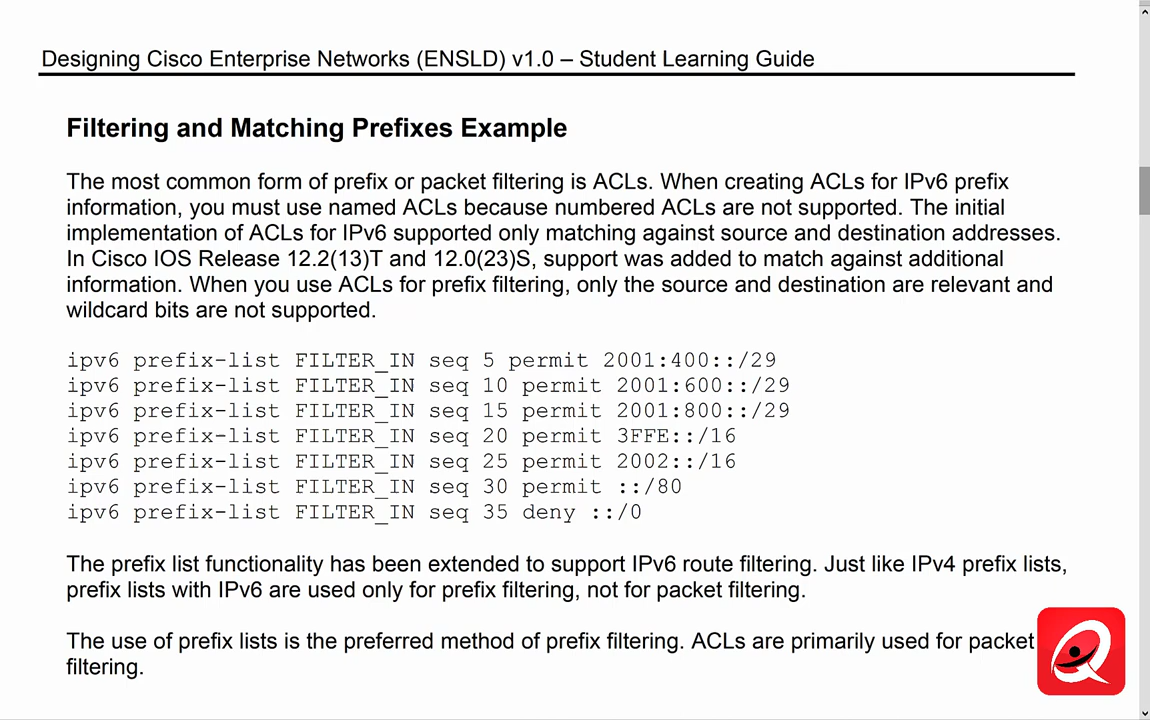 Designing Cisco Enterprise Networks (ENSLD) v1.0 – Student Learning Guide
Filtering and Matching Prefixes Example
The most common form of prefix or packet filtering is ACLs. When creating ACLs for IPv6 prefix
information, you must use named ACLs because numbered ACLs are not supported. The initial
implementation of ACLs for IPv6 supported only matching against source and destination addresses.
In Cisco IOS Release 12.2(13)T and 12.0(23)S, support was added to match against additional
information. When you use ACLs for prefix filtering, only the source and destination are relevant and
wildcard bits are not supported.
ipv6 prefix-list FILTER_IN seq 5 permit 2001:400::/29
ipv6 prefix-list FILTER_IN seq 10 permit 2001:600::/29
ipv6 prefix-list FILTER_IN seq 15 permit 2001:800::/29
ipv6 prefix-list FILTER_IN seq 20 permit 3FFE::/16
ipv6 prefix-list FILTER_IN seq 25 permit 2002::/16
ipv6 prefix-list FILTER_IN seq 30 permit ::/80
ipv6 prefix-list FILTER_IN seq 35 deny ::/0
The prefix list functionality has been extended to support IPv6 route filtering. Just like IPv4 prefix lists,
prefix lists with IPv6 are used only for prefix filtering, not for packet filtering.
The use of prefix lists is the preferred method of prefix filtering. ACLs are primarily used for packet
filtering.